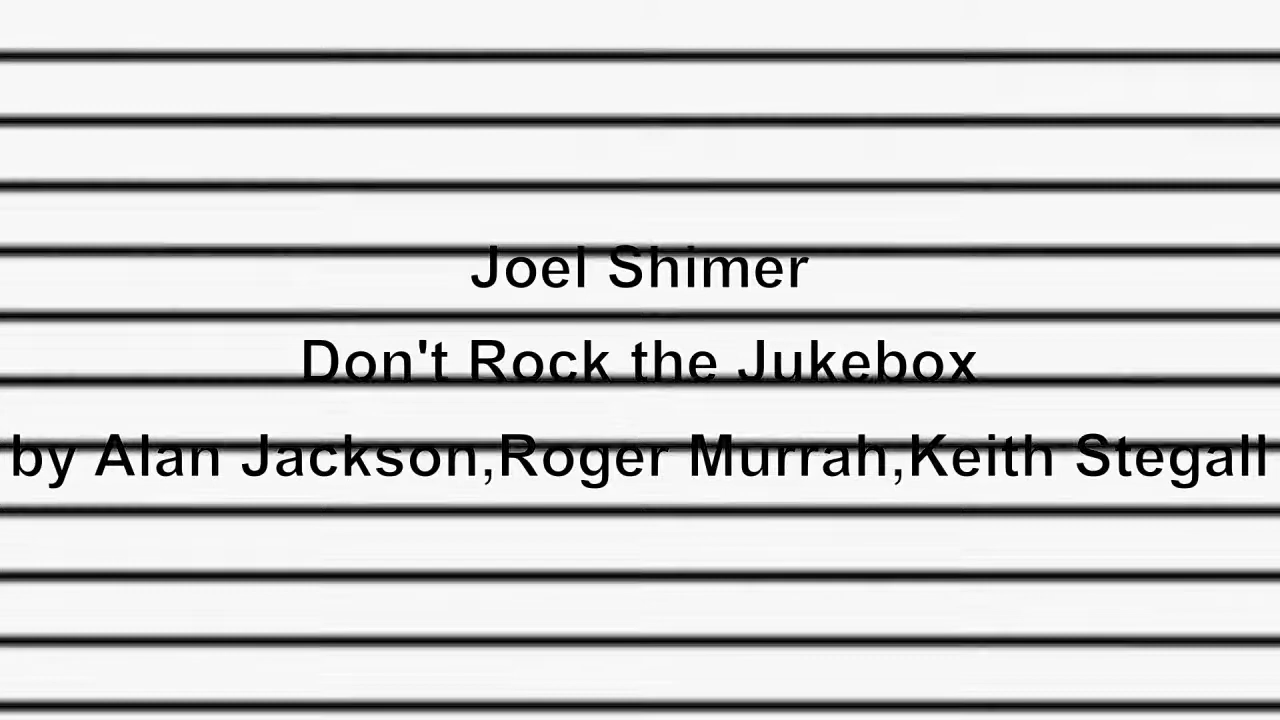 Joel Shimer
Don't Rock the Jukebox
by Alan Jackson,Roger Murrah,Keith Stegall